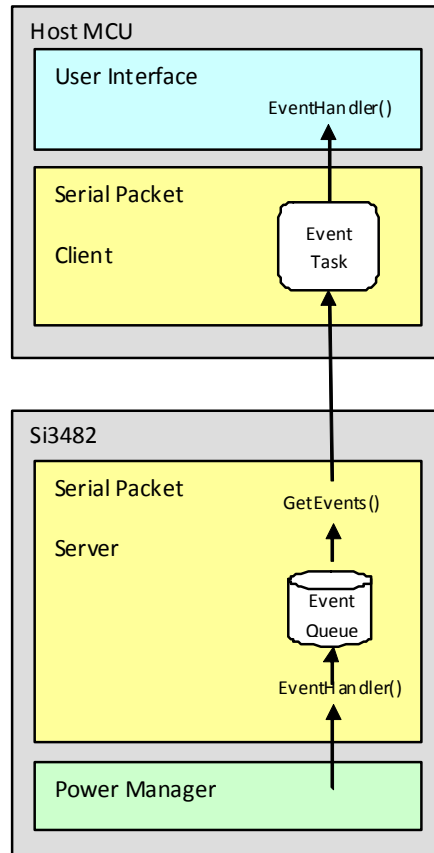 Host MCU
User Interface
EventHandler()
Serial Packet
Client
Event
Task
Si3482
Serial Packet
Server
GetEvents()
Event
Queue
EventHandler()
Power Manager